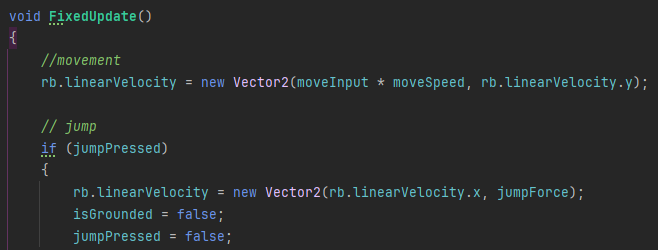 void FixedUpdate()
{
    //movement
    rb.linearVelocity = new Vector2(moveInput * moveSpeed, rb.linearVelocity.y);

    // jump
    if (jumpPressed)
    {
        rb.linearVelocity = new Vector2(rb.linearVelocity.x, jumpForce);
        isGrounded = false;
        jumpPressed = false;